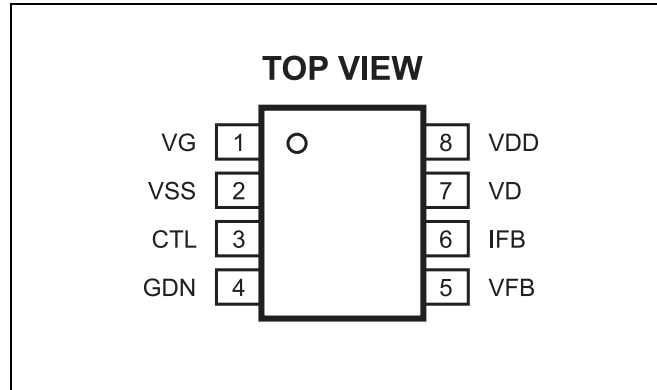 TOP VIEW
VG 1 8 VDD
VSS 2 7 VD
CTL 3 6 IFB
GDN 4 5 VFB